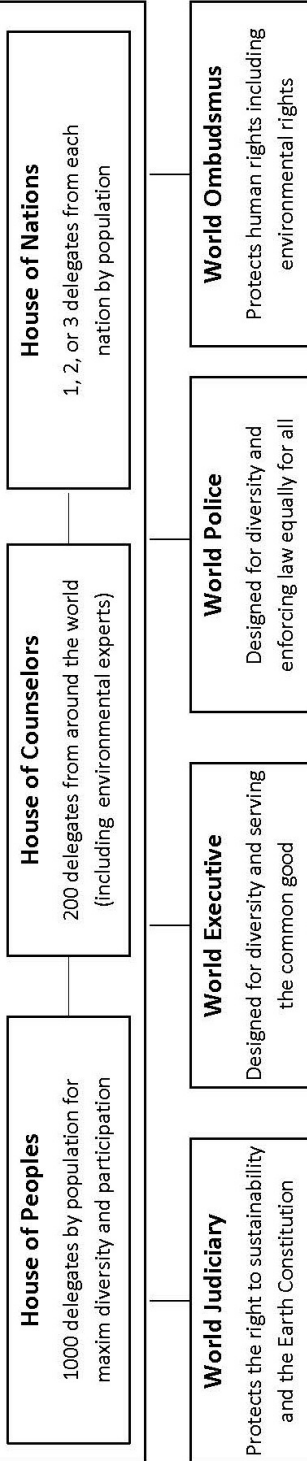 House of Peoples
1000 delegates by population for
maxim diversity and participation
House of Counselors
200 delegates from around the world
(including environmental experts)
House of Nations
1, 2, or 3 delegates from each
nation by population
World Judiciary
Protects the right to sustainability
and the Earth Constitution
World Executive
Designed for diversity and serving
the common good
World Police
Designed for diversity and
enforcing law equally for all
World Ombudsmus
Protects human rights including
environmental rights